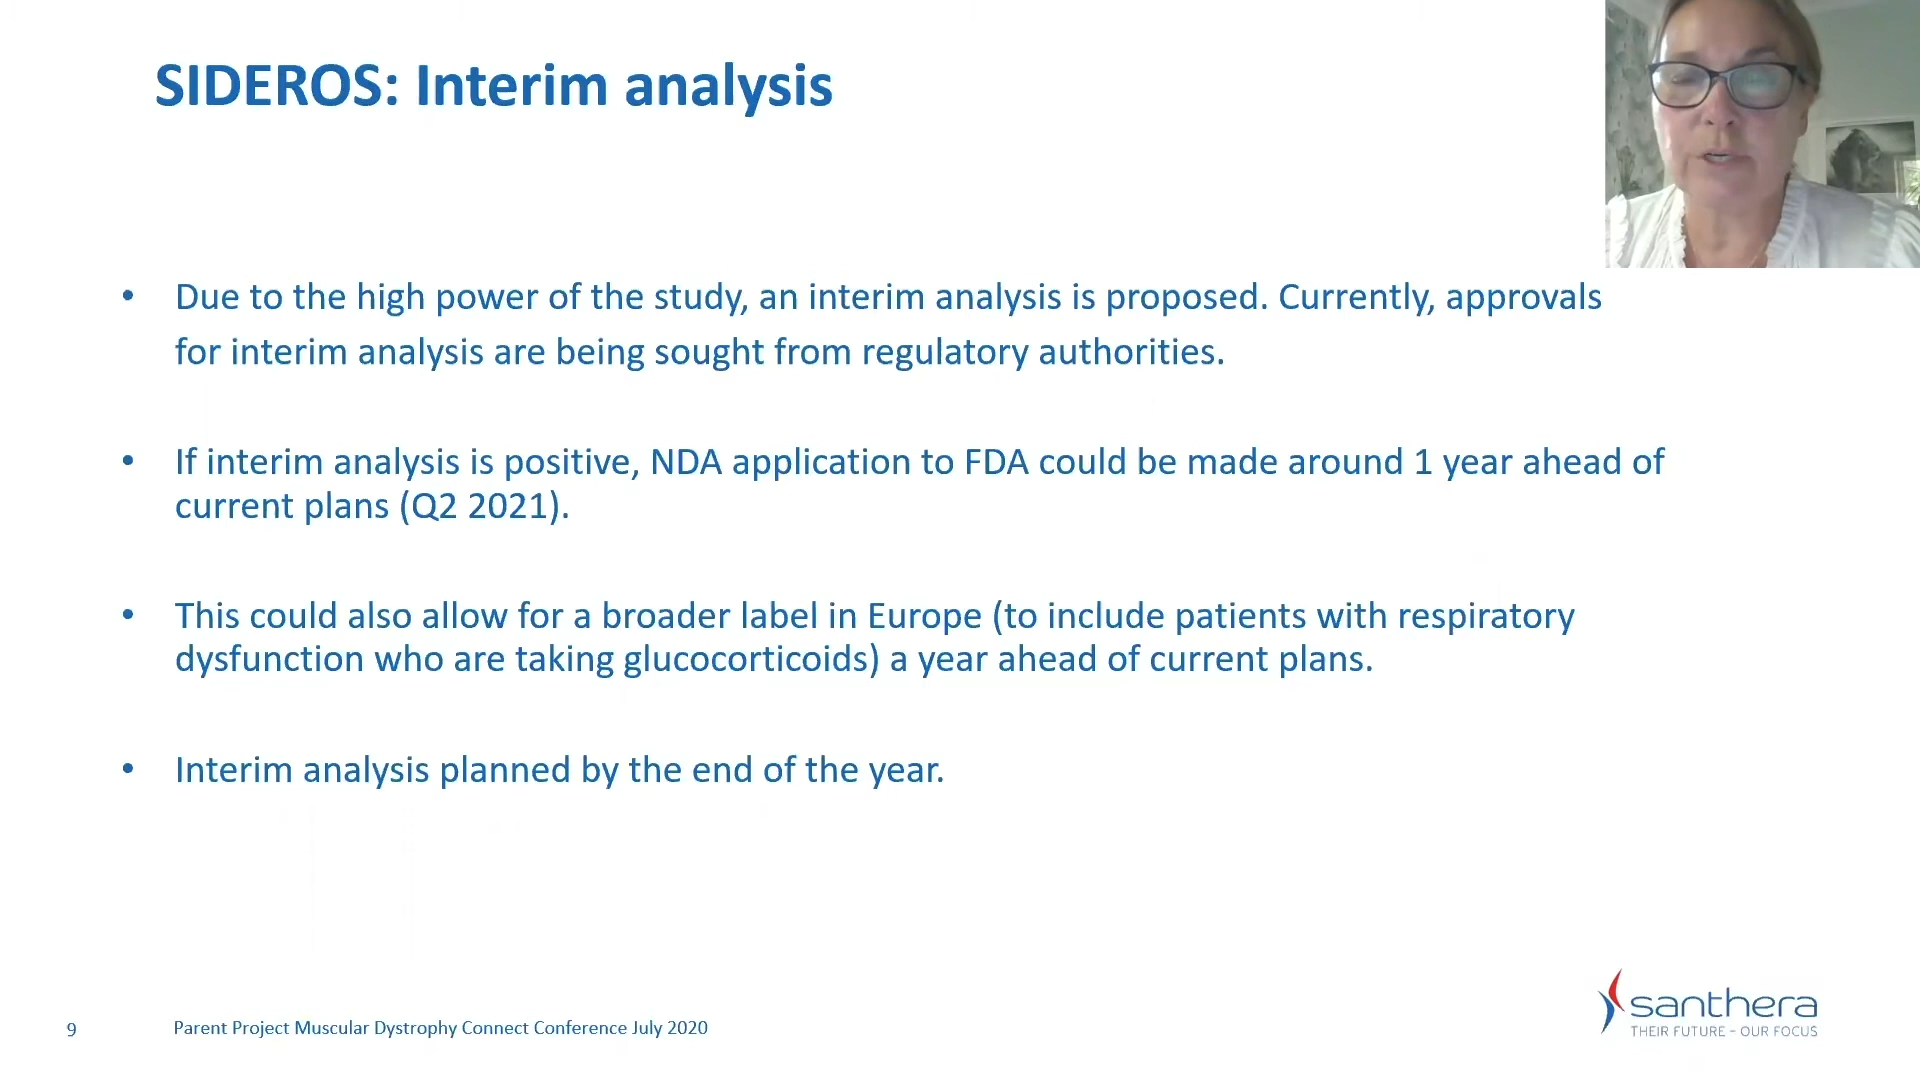 SIDEROS: Interim analysis
• Due to the high power of the study, an interim analysis is proposed. Currently, approvals
for interim analysis are being sought from regulatory authorities.
• If interim analysis is positive, NDA application to FDA could be made around 1 year ahead of
current plans (Q2 2021).
• This could also allow for a broader label in Europe (to include patients with respiratory
dysfunction who are taking glucocorticoids) a year ahead of current plans.
• Interim analysis planned by the end of the year.
santhera
THEIR FUTURE – OUR FOCUS
9 Parent Project Muscular Dystrophy Connect Conference July 2020